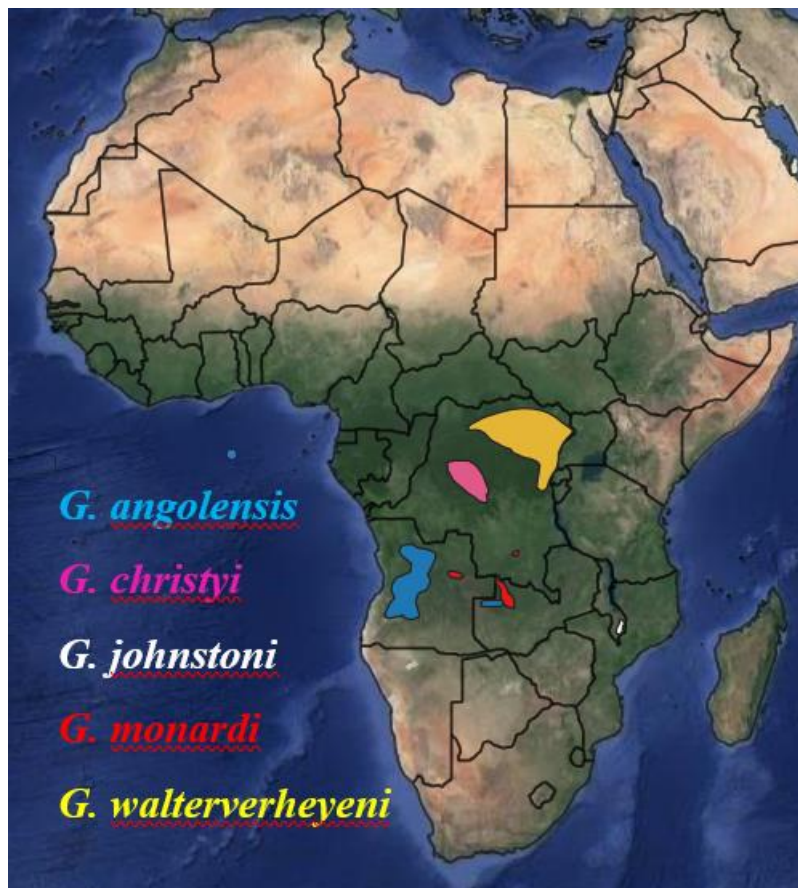 G. angolensis
G. christyi
G. johnstoni
G. monardi
G. walterverheyeni